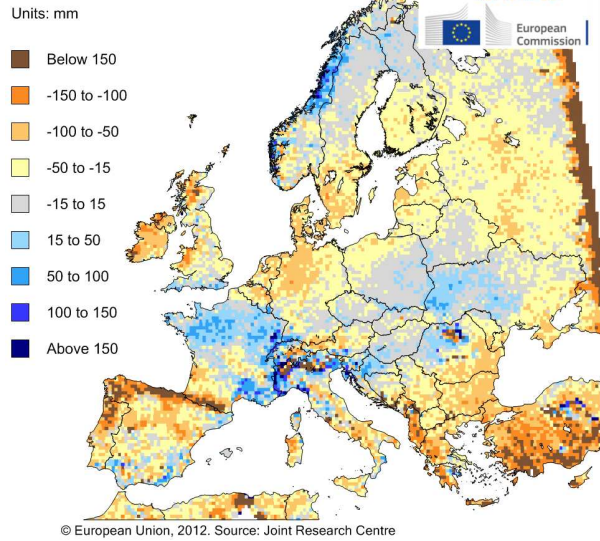 Units: mm
European
Commission
Below 150
-150 to -100
-100 to -50
-50 to -15
-15 to 15
15 to 50
50 to 100
100 to 150
Above 150
© European Union, 2012. Source: Joint Research Centre